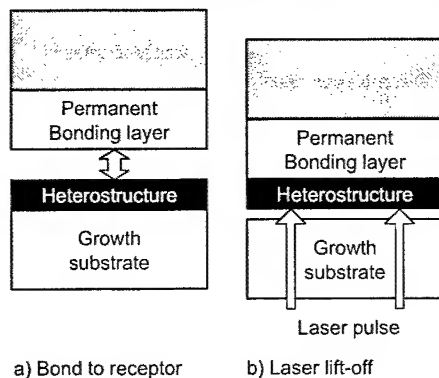 Permanent
Bonding layer
Heterostructure
Growth
substrate
a) Bond to receptor
Permanent
Bonding layer
Heterostructure
Growth
substrate
Laser pulse
b) Laser lift-off